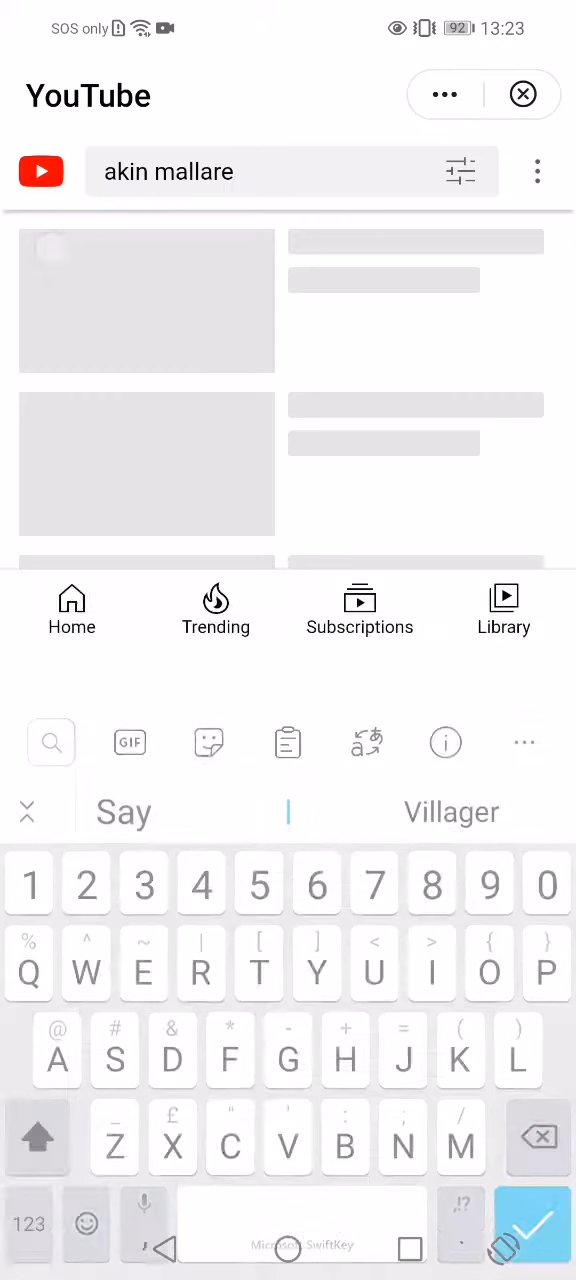 SOS only 92 13:23
YouTube
akin mallare
Home Trending Subscriptions Library
GIF
Say Villager
1 2 3 4 5 6 7 8 9 0
% ^ ~ | [ ] < > { }
Q W E R T Y U I O P
@ # & * - + = ( )
A S D F G H J K L
_ £ " ' : ; /
Z X C V B N M
123 , Microsoft SwiftKey ,!? .